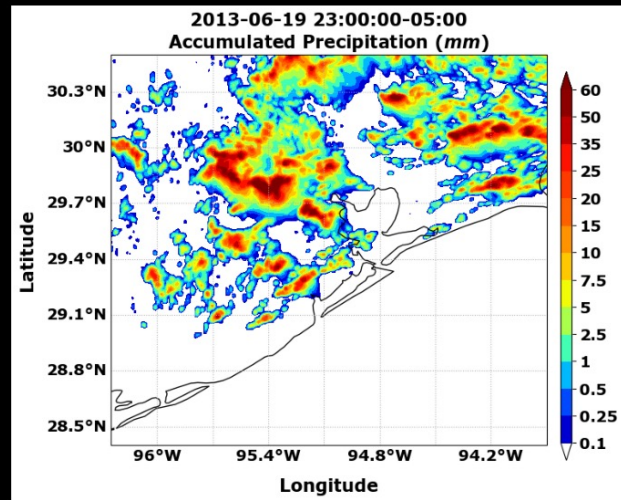 2013-06-19 23:00:00-05:00
Accumulated Precipitation (mm)
Latitude
30.3°N
30°N
29.7°N
29.4°N
29.1°N
28.8°N
28.5°N
96°W
95.4°W
94.8°W
94.2°W
Longitude
60
50
35
25
20
15
10
7.5
5
2.5
1
0.5
0.25
0.1